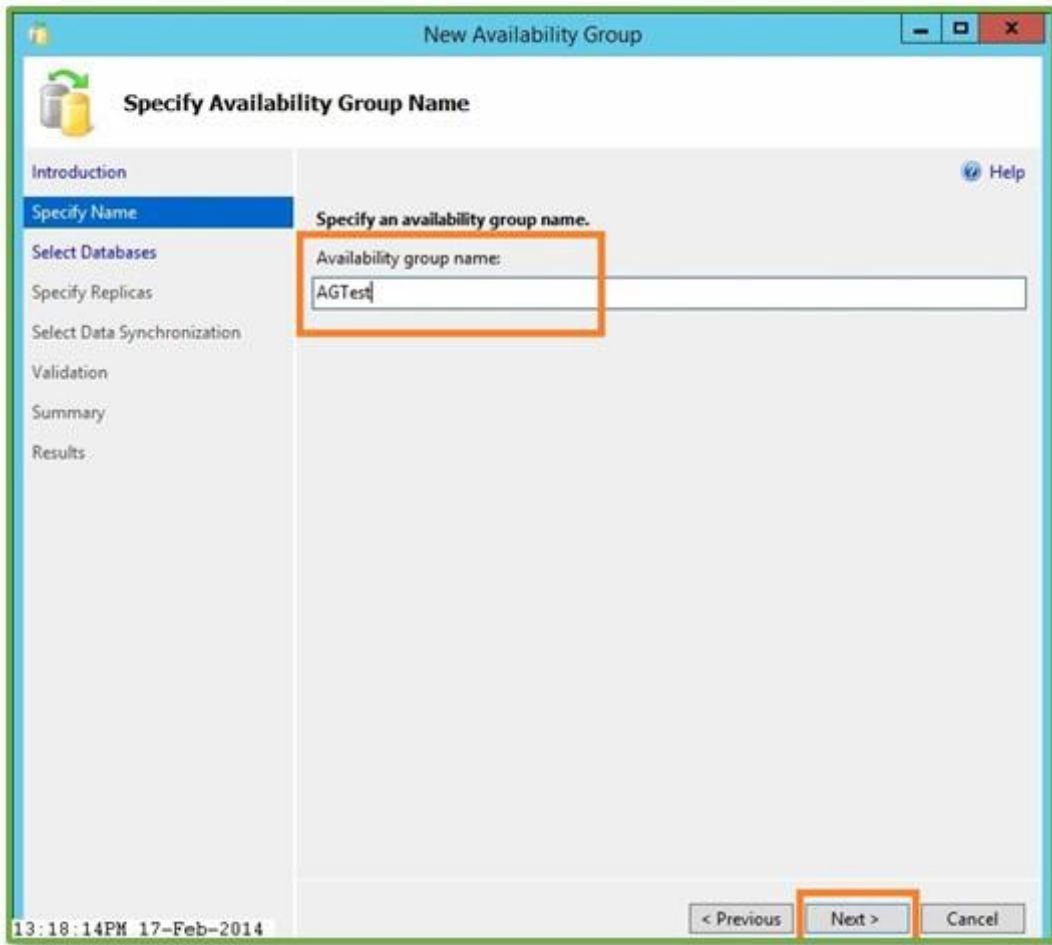 New Availability Group
Specify Availability Group Name
Introduction
Help
Specify Name
Specify an availability group name.
Select Databases
Availability group name:
Specify Replicas
AGTest
Select Data Synchronization
Validation
Summary
Results
< Previous
Next >
Cancel
13:18:14PM 17-Feb-2014